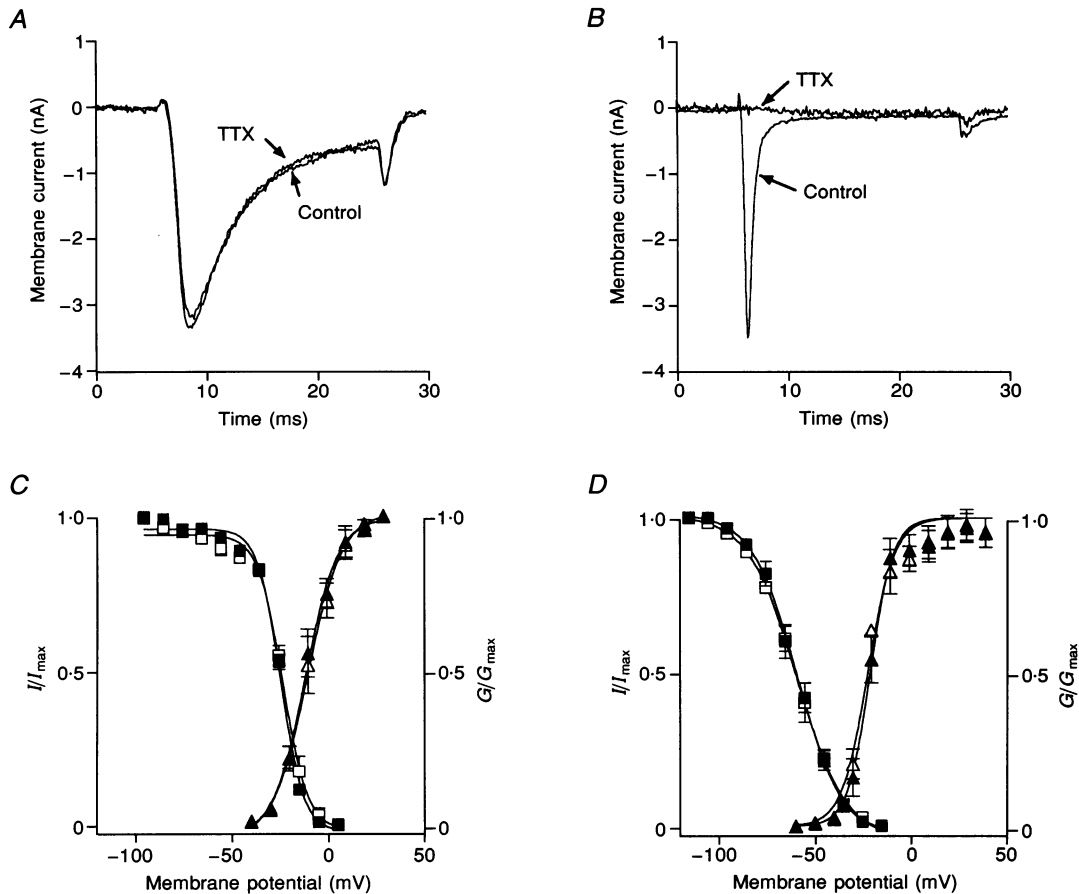 A
Membrane current (nA)
1
0
−1
−2
−3
−4
TTX
Control
0
10
20
30
Time (ms)
B
Membrane current (nA)
1
0
−1
−2
−3
−4
TTX
Control
0
10
20
30
Time (ms)
C
I/Imax
1·0
0·5
0
G/Gmax
1·0
0·5
0
−100
−50
0
50
Membrane potential (mV)
D
I/Imax
1·0
0·5
0
G/Gmax
1·0
0·5
0
−100
−50
0
50
Membrane potential (mV)